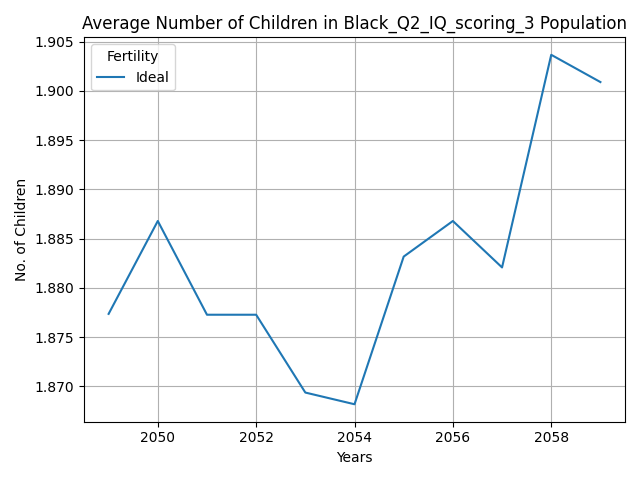 Average Number of Children in Black_Q2_IQ_scoring_3 Population
Fertility
Ideal
No. of Children
1.905
1.900
1.895
1.890
1.885
1.880
1.875
1.870
2050
2052
2054
2056
2058
Years